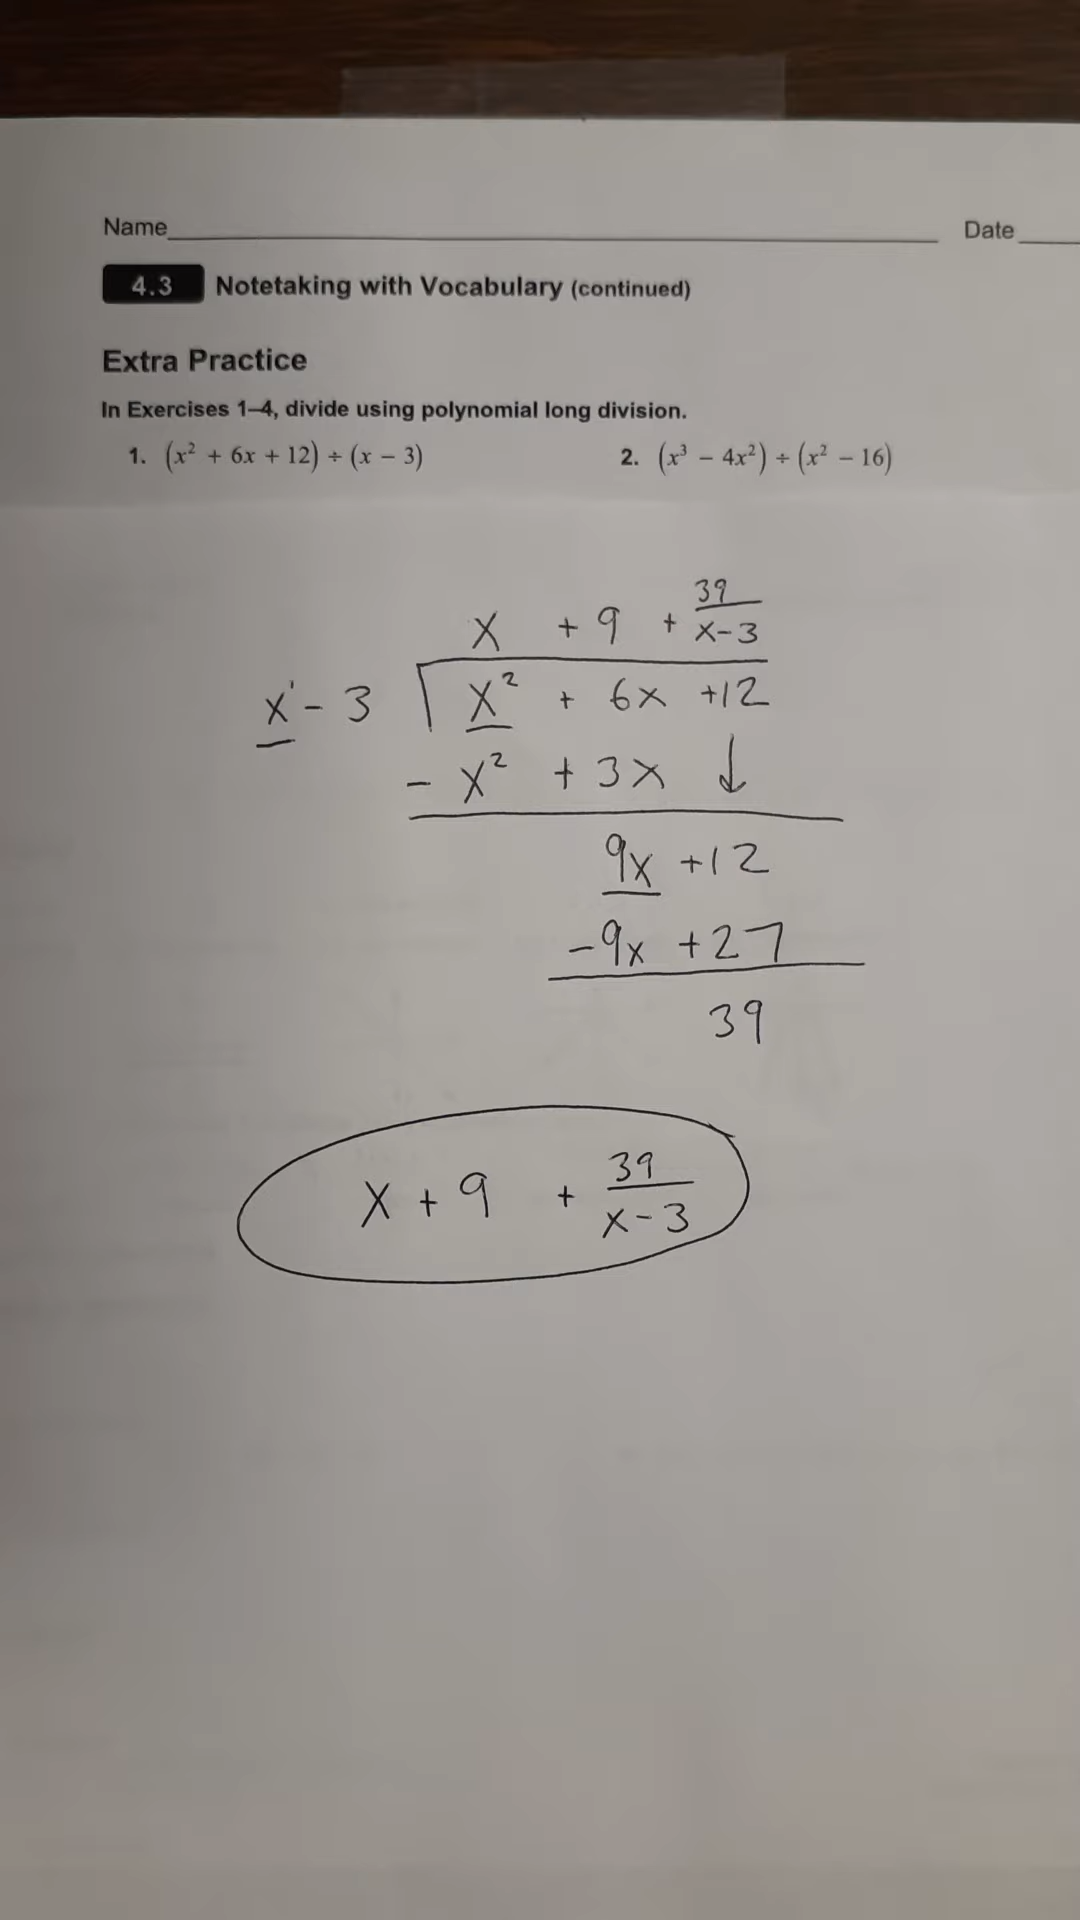 Name Date
4.3 Notetaking with Vocabulary (continued)
Extra Practice
In Exercises 1–4, divide using polynomial long division.
1. (x² + 6x + 12) ÷ (x − 3) 2. (x³ − 4x²) ÷ (x² − 16)
x + 9 + 39/x-3
x - 3 x² + 6x +12
- x² + 3x ↓
9x +12
-9x +27
39
x + 9 + 39/x-3